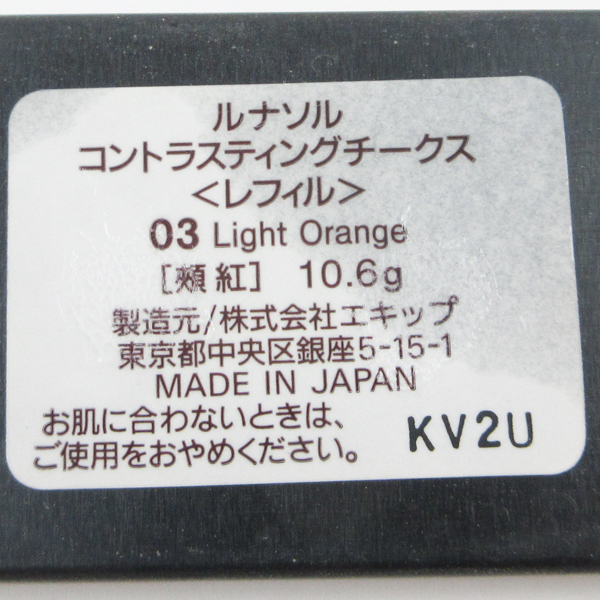 ルナソル
コントラスティングチークス
<レフィル>
03 Light Orange
[頰紅] 10.6g
製造元/株式会社エキップ
東京都中央区銀座5-15-1
MADE IN JAPAN
お肌に合わないときは、
ご使用をおやめください。
KV2U